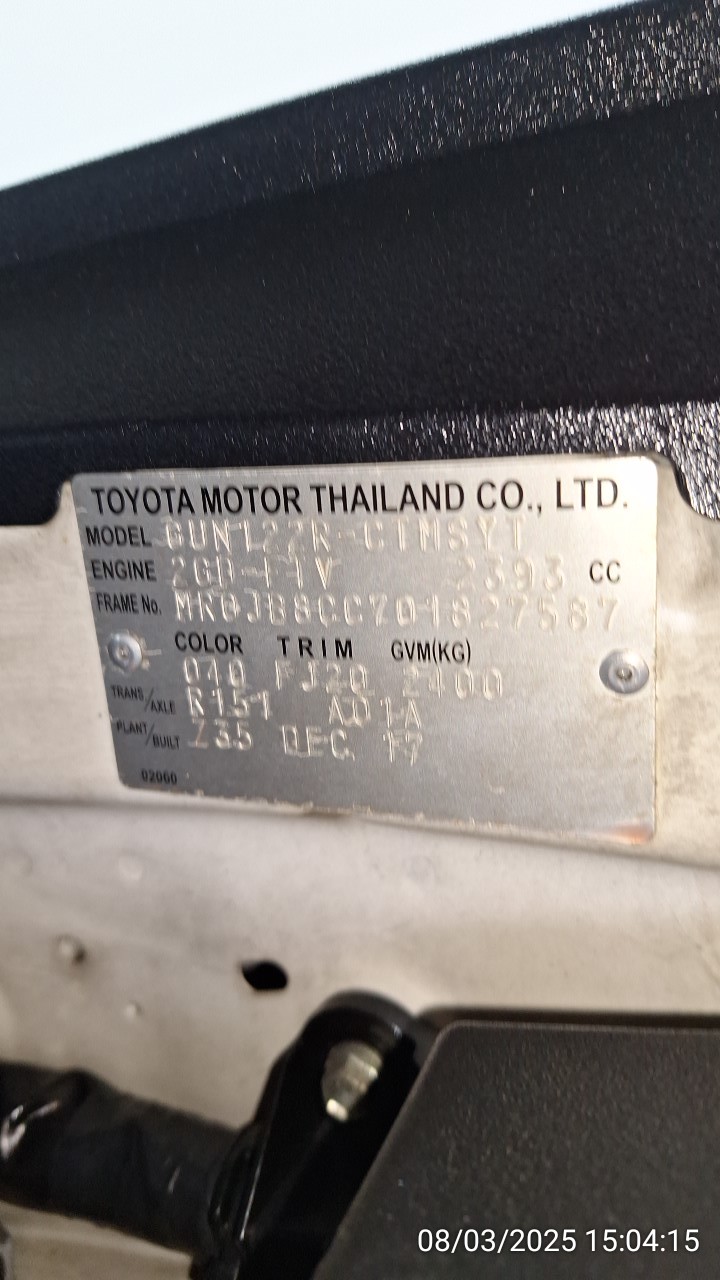 TOYOTA MOTOR THAILAND CO., LTD.
MODEL GUN122R-CTMSYT
ENGINE 2GD-FTV 2393 CC
FRAME No. MR0JB8CC701827587
COLOR TRIM GVM(KG)
040 FJ20 2400
TRANS/AXLE R151 A01A
PLANT/BUILT Z35 DEC 17
02060
08/03/2025 15:04:15